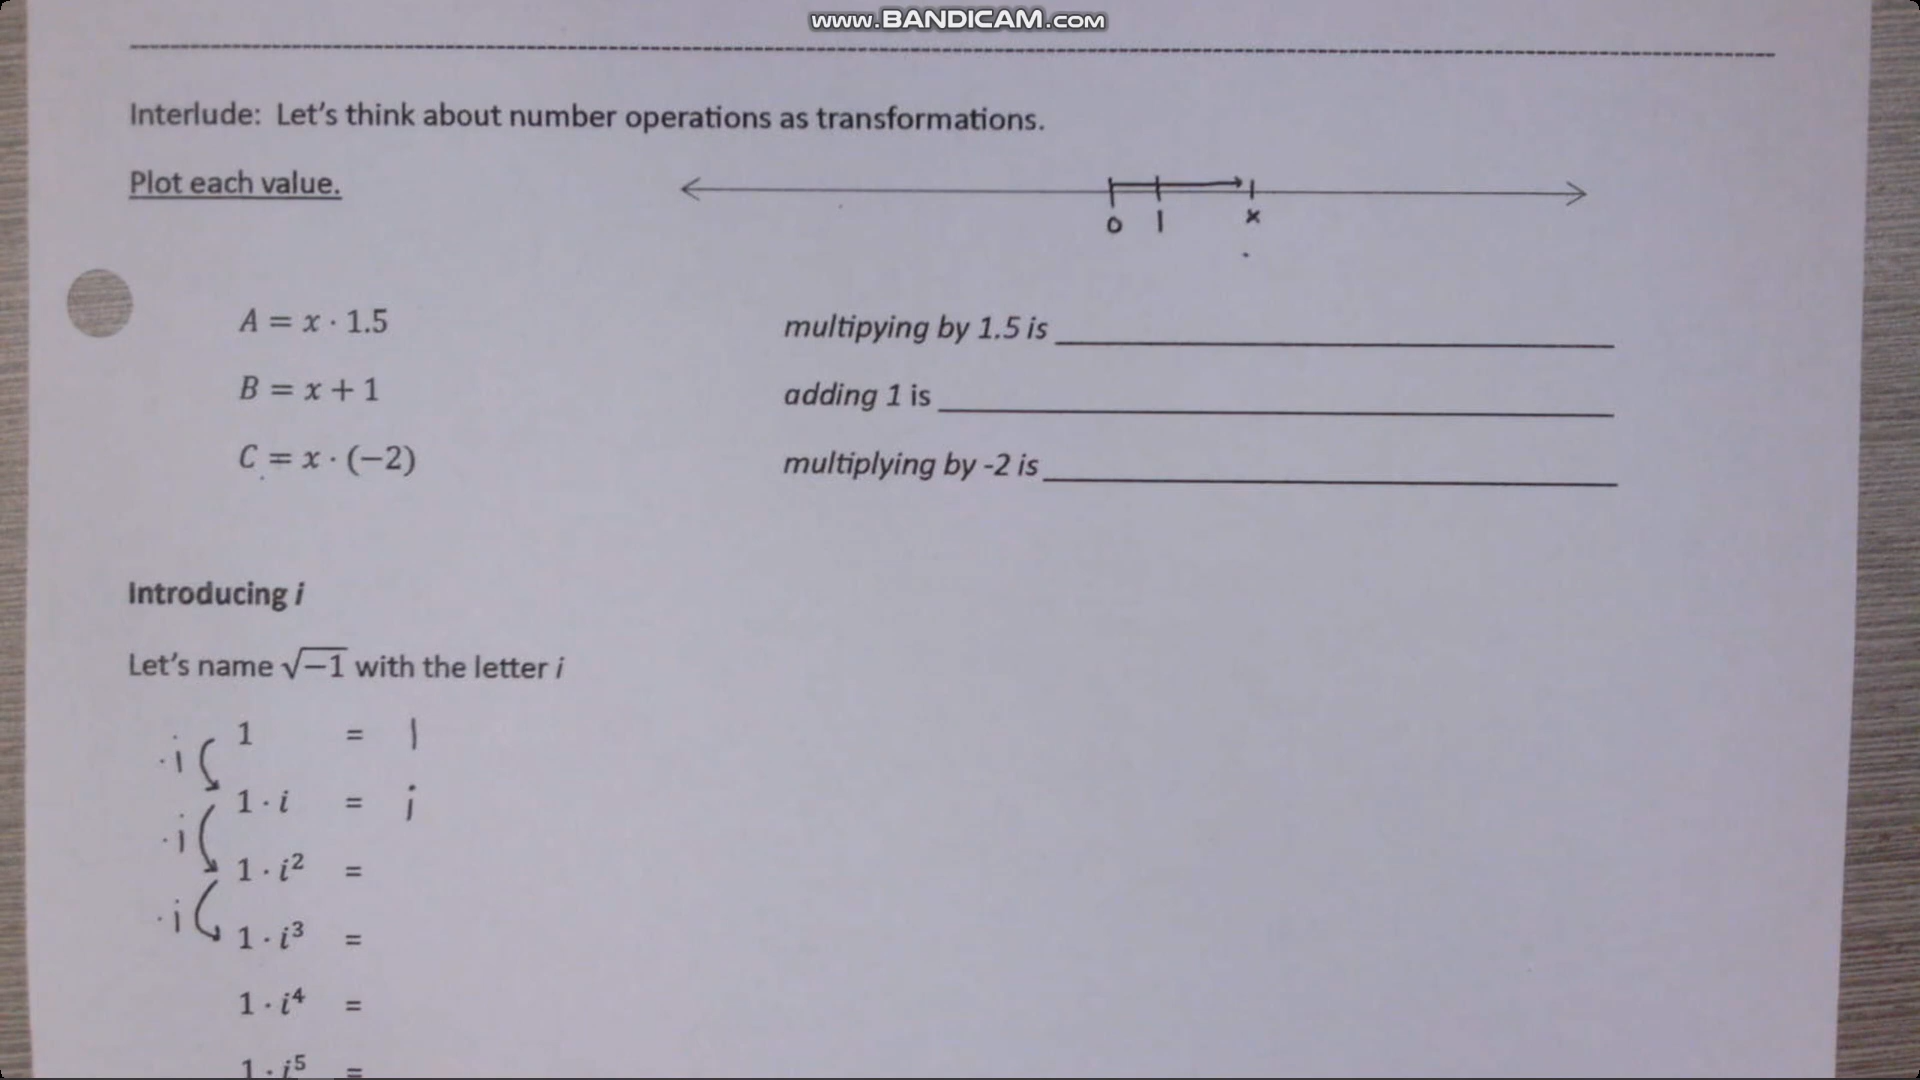 www.BANDICAM.com
Interlude: Let's think about number operations as transformations.
Plot each value.
0 1 x
A = x · 1.5
multipying by 1.5 is
B = x + 1
adding 1 is
C = x · (−2)
multiplying by -2 is
Introducing i
Let's name √−1 with the letter i
1 = 1
·i
1 · i = i
·i
1 · i² =
·i
1 · i³ =
1 · i⁴ =
1 · i⁵ =